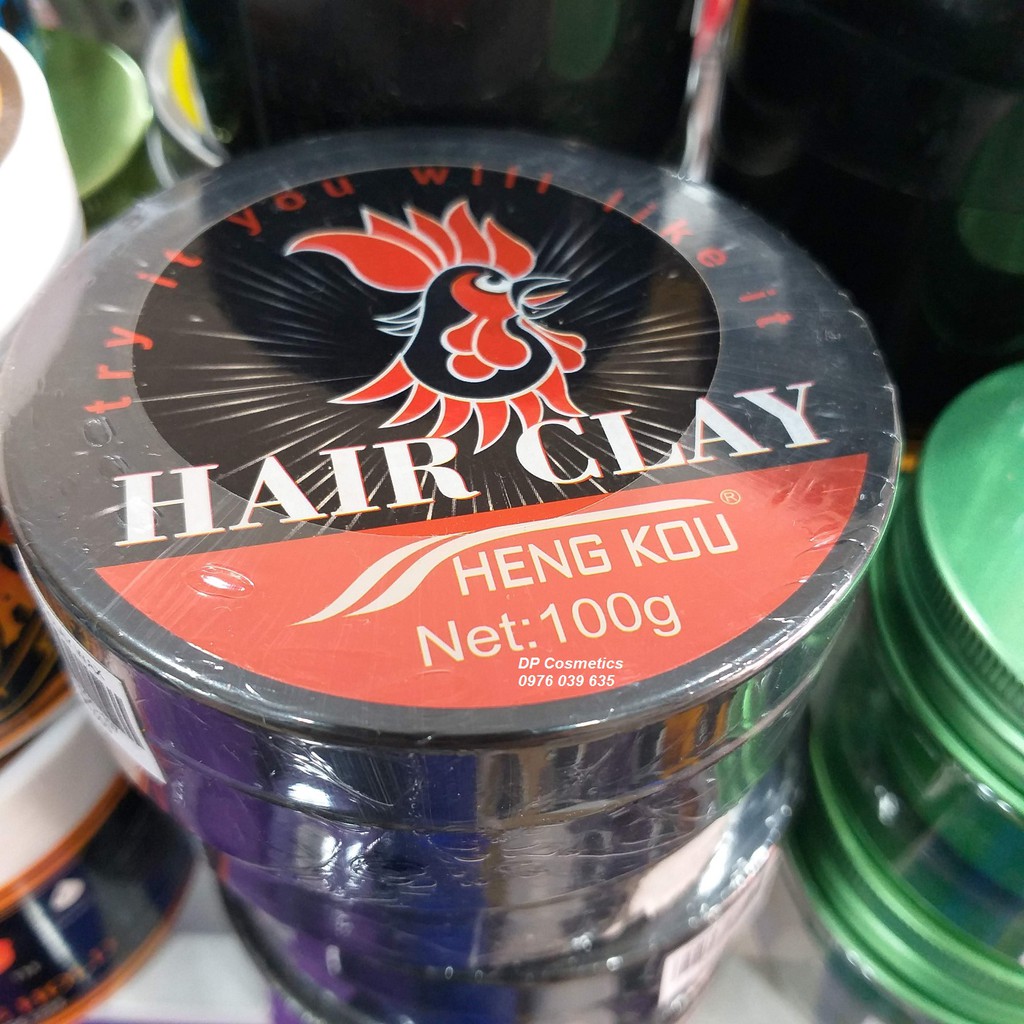 try it you will like it
HAIR CLAY
HENG KOU ®
Net:100g
DP Cosmetics
0976 039 635